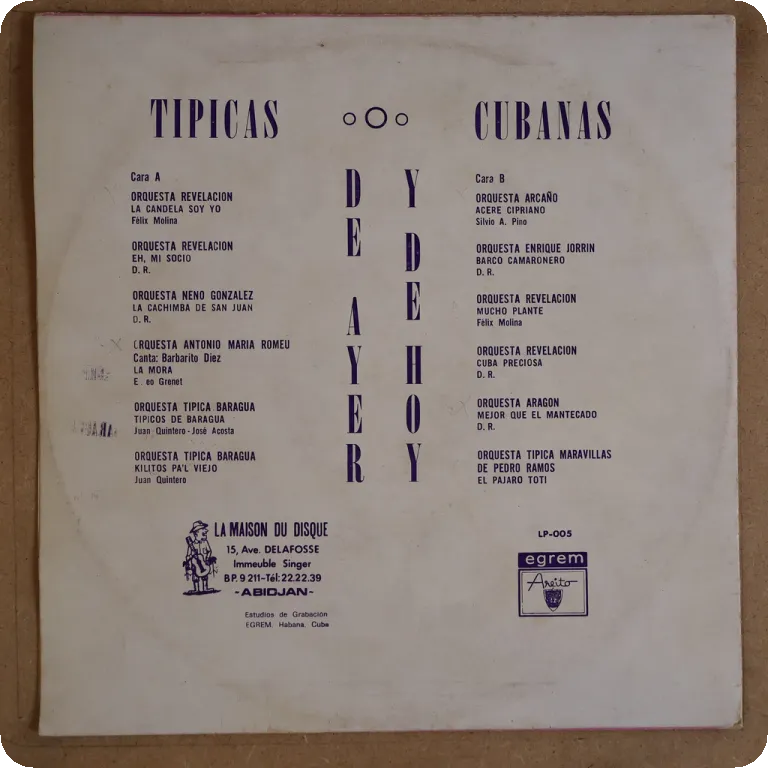 TIPICAS CUBANAS
DE AYER
Y DE HOY
Cara A
ORQUESTA REVELACION
LA CANDELA SOY YO
Félix Molina
ORQUESTA REVELACION
EH, MI SOCIO
D. R.
ORQUESTA NENO GONZALEZ
LA CACHIMBA DE SAN JUAN
D. R.
ORQUESTA ANTONIO MARIA ROMEU
Canta: Barbarito Diez
LA MORA
Grenet
ORQUESTA TIPICA BARAGUA
TIPICOS DE BARAGUA
Juan Quintero - José Acosta
ORQUESTA TIPICA BARAGUA
KILITOS PA'L VIEJO
Juan Quintero
Cara B
ORQUESTA ARCAÑO
ACERE CIPRIANO
Silvio A. Pino
ORQUESTA ENRIQUE JORRIN
BARCO CAMARONERO
D. R.
ORQUESTA REVELACION
MUCHO PLANTE
Félix Molina
ORQUESTA REVELACION
CUBA PRECIOSA
D. R.
ORQUESTA ARAGON
MEJOR QUE EL MANTECADO
D. R.
ORQUESTA TIPICA MARAVILLAS
DE PEDRO RAMOS
EL PAJARO TOTI
LA MAISON DU DISQUE
15, Ave. DELAFOSSE
Immeuble Singer
B P. 9 211-Tél: 22.22.39
- ABIDJAN -
Estudios de Grabación
EGREM. Habana. Cuba
LP-005
egrem
Areito